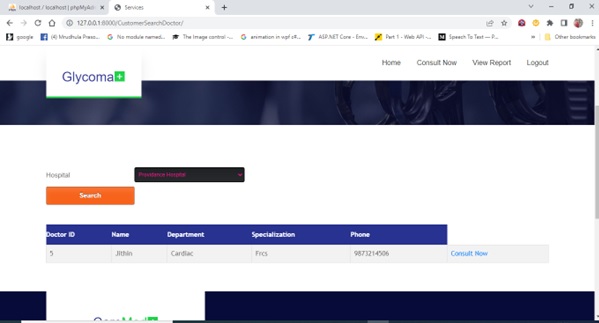 localhost / localhost | phpMyAd
Services
127.0.0.1:8000/CustomerSearchDoctor/
google
(4) Mrudhula Preso...
No module named...
The Image control -...
animation in wpf c#...
ASP.NET Core - Env...
Part 1 - Web API -...
Speech To Text — P...
Other bookmarks
Glycoma
Home Consult Now View Report Logout
Hospital Providence Hospital
Search
Doctor ID Name Department Specialization Phone
5 Jithin Cardiac Frcs 9873214506 Consult Now